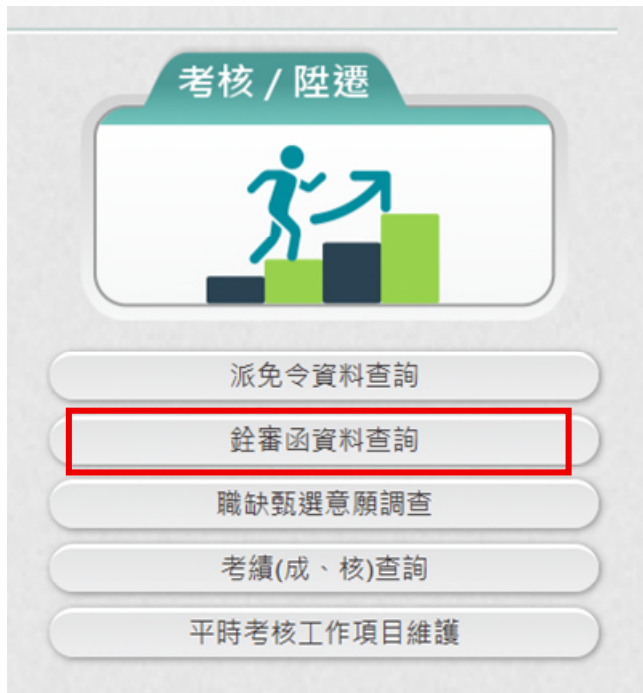 考核 / 陞遷
派免令資料查詢
銓審函資料查詢
職缺甄選意願調查
考績(成、核)查詢
平時考核工作項目維護